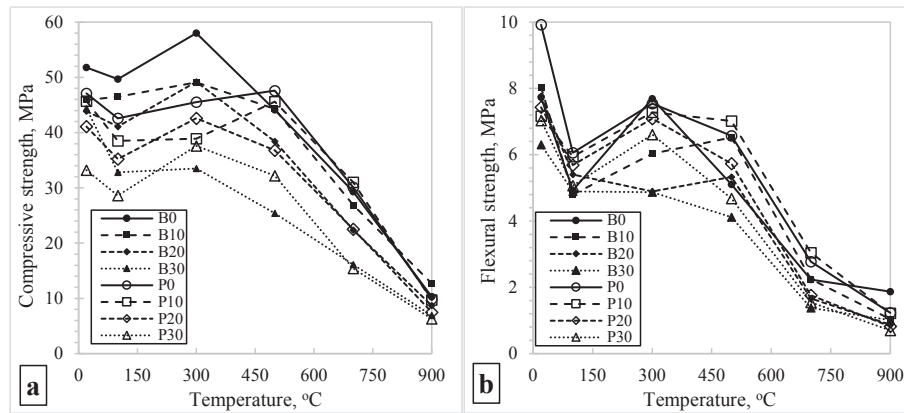 60
50
40
30
20
10
0
Compressive strength, MPa
B0
B10
B20
B30
P0
P10
P20
P30
a
0 150 300 450 600 750 900
Temperature, °C
10
8
6
4
2
0
Flexural strength, MPa
B0
B10
B20
B30
P0
P10
P20
P30
b
0 150 300 450 600 750 900
Temperature, °C